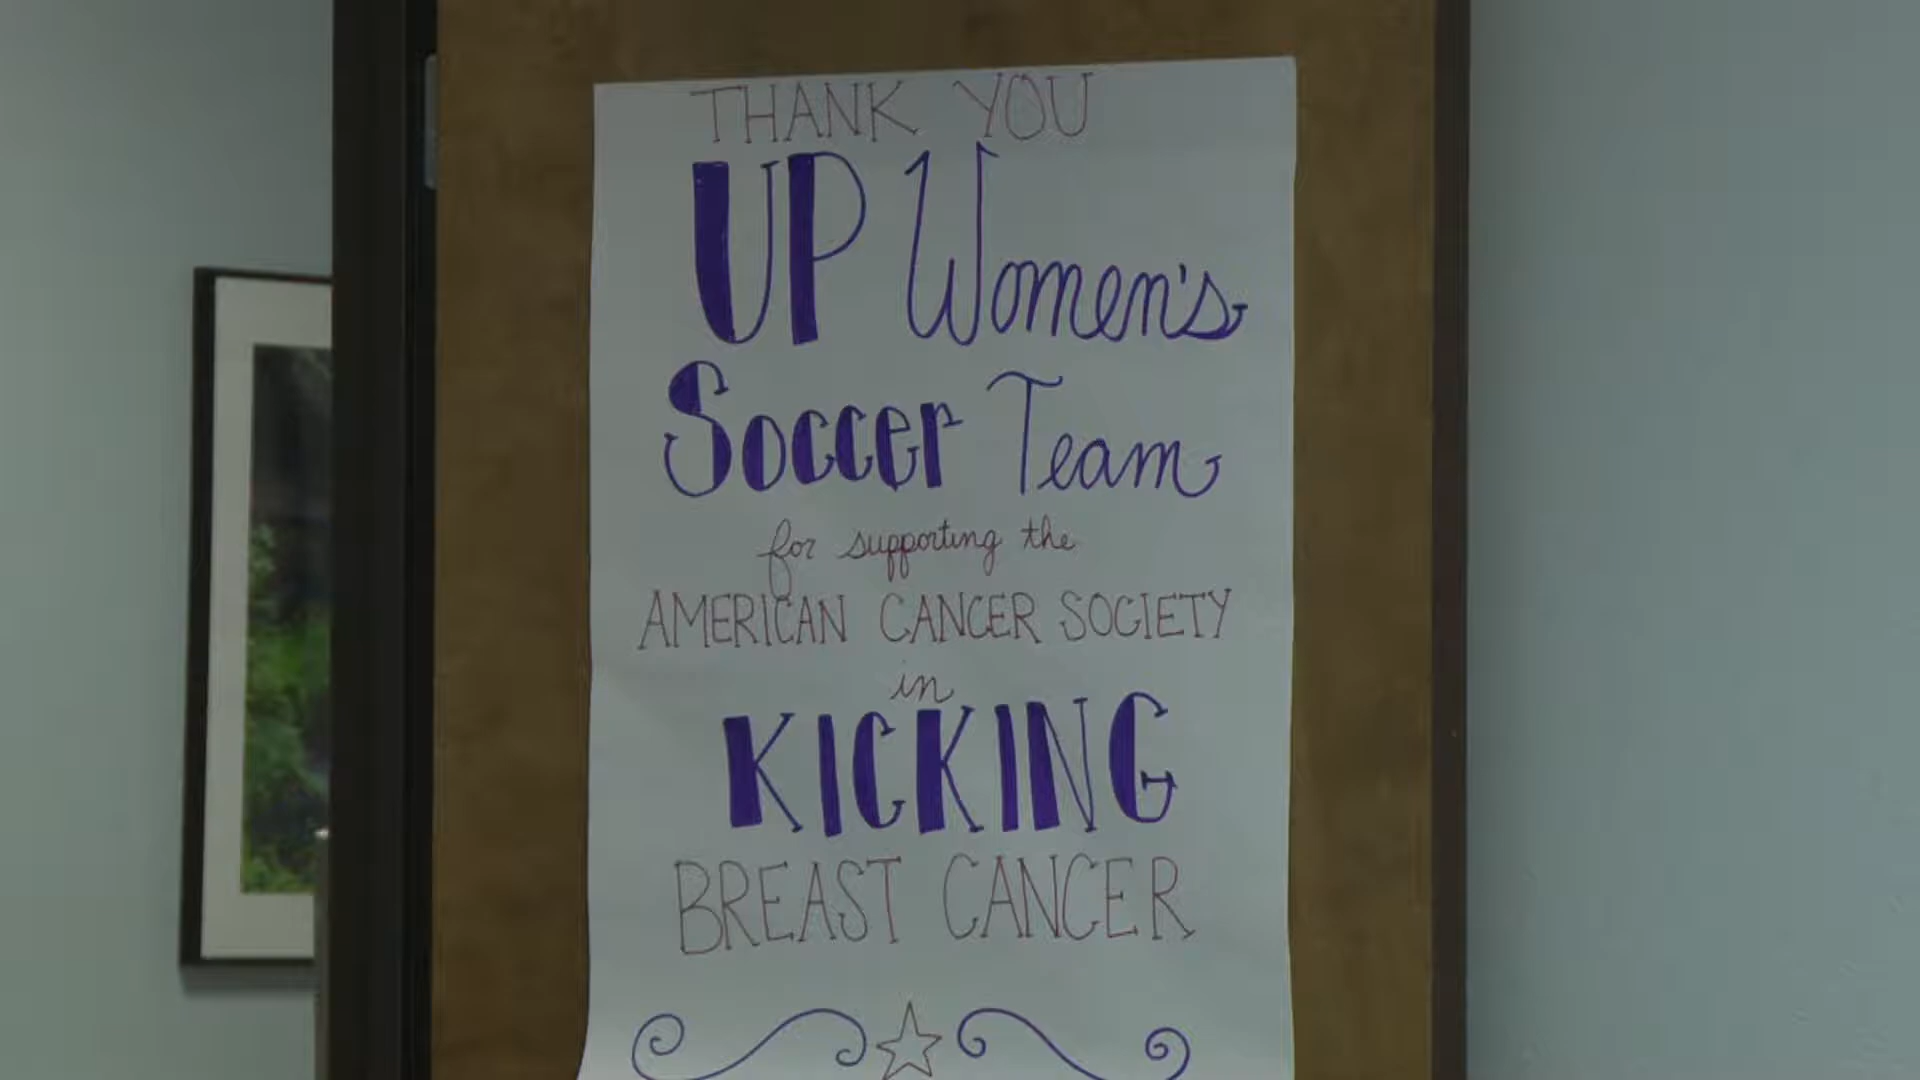 THANK YOU
UP Women's
Soccer Team
for supporting the
AMERICAN CANCER SOCIETY
in
KICKING
BREAST CANCER